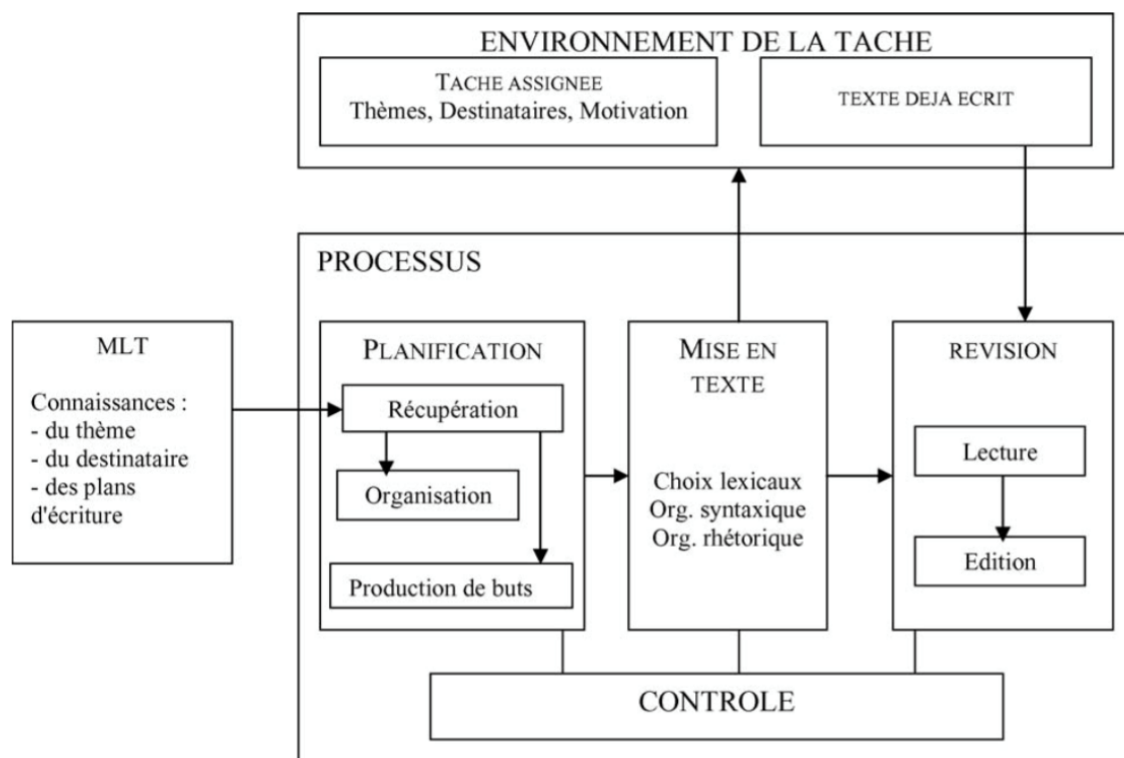 ENVIRONNEMENT DE LA TACHE
TACHE ASSIGNEE
Thèmes, Destinataires, Motivation
TEXTE DEJA ECRIT
PROCESSUS
MLT
Connaissances :
- du thème
- du destinataire
- des plans
d'écriture
PLANIFICATION
Récupération
Organisation
Production de buts
MISE EN
TEXTE
Choix lexicaux
Org. syntaxique
Org. rhétorique
REVISION
Lecture
Edition
CONTROLE